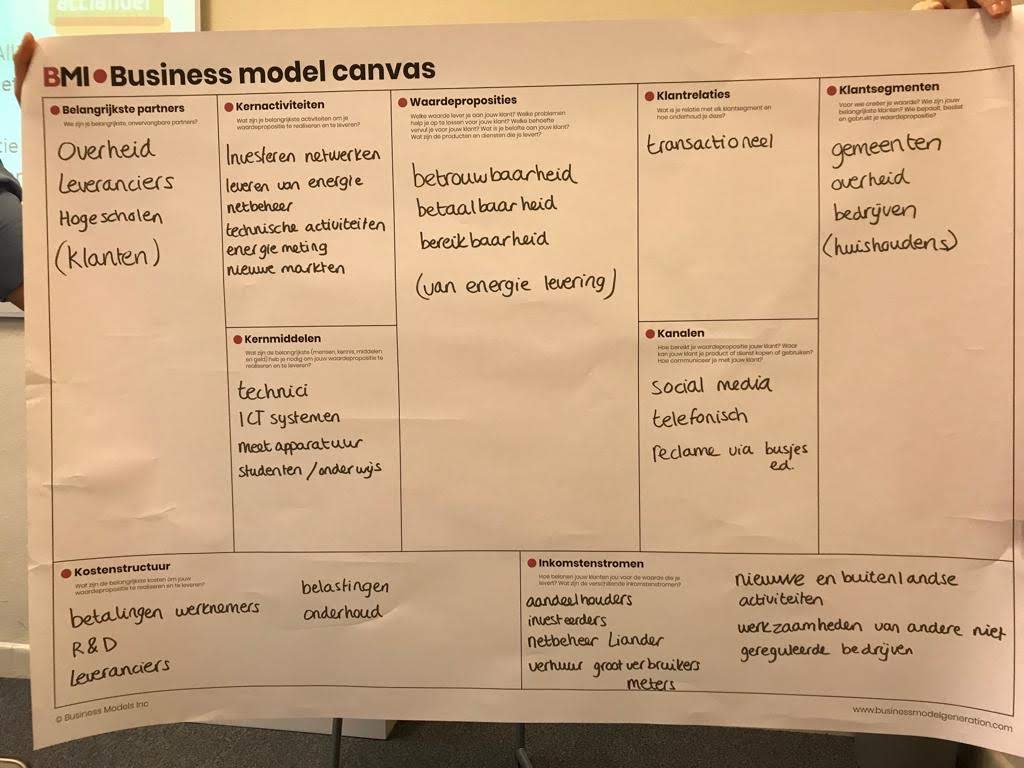 alliander
BMI Business model canvas
Belangrijkste partners
Wie zijn je belangrijkste, onvervangbare partners?
Overheid
Leveranciers
Hogescholen
(klanten)
Kernactiviteiten
Wat zijn de belangrijkste activiteiten om je
waardepropositie te realiseren en te leveren?
Investeren netwerken
leveren van energie
netbeheer
technische activiteiten
energie meting
nieuwe markten
Kernmiddelen
Wat zijn de belangrijkste (mensen, kennis, middelen
en geld) heb je nodig om jouw waardepropositie te
realiseren en te leveren?
technici
ICT systemen
meet apparatuur
studenten / onderwijs
Waardeproposities
Welke waarde lever je aan jouw klant? Welke problemen
help je op te lossen voor jouw klant? Welke behoefte
vervul je voor jouw klant? Wat is je belofte aan jouw klant?
Wat zijn de producten en diensten die je levert?
betrouwbaarheid
betaalbaarheid
bereikbaarheid
(van energie levering)
Klantrelaties
Wat is je relatie met elk klantsegment en
hoe onderhoud je deze?
transactioneel
Kanalen
Hoe bereikt je waardepropositie jouw klant? Waar
kan jouw klant je product of dienst kopen of gebruiken?
Hoe communiceer je met jouw klant?
social media
telefonisch
reclame via busjes
ed.
Klantsegmenten
Voor wie creëer je waarde? Wie zijn jouw
belangrijkste klanten? Wie bepaalt, beslist
en gebruikt je waardepropositie?
gemeenten
overheid
bedrijven
(huishoudens)
Kostenstructuur
Wat zijn de belangrijkste kosten om jouw
waardepropositie te realiseren en te leveren?
betalingen werknemers
R&D
Leveranciers
belastingen
onderhoud
Inkomstenstromen
Hoe belonen jouw klanten jou voor de waarde die je
levert? Wat zijn de verschillende inkomstenstromen?
aandeelhouders
investeerders
netbeheer Liander
verhuur grootverbruikers
meters
nieuwe en buitenlandse
activiteiten
werkzaamheden van andere niet
gereguleerde bedrijven
© Business Models Inc
www.businessmodelgeneration.com